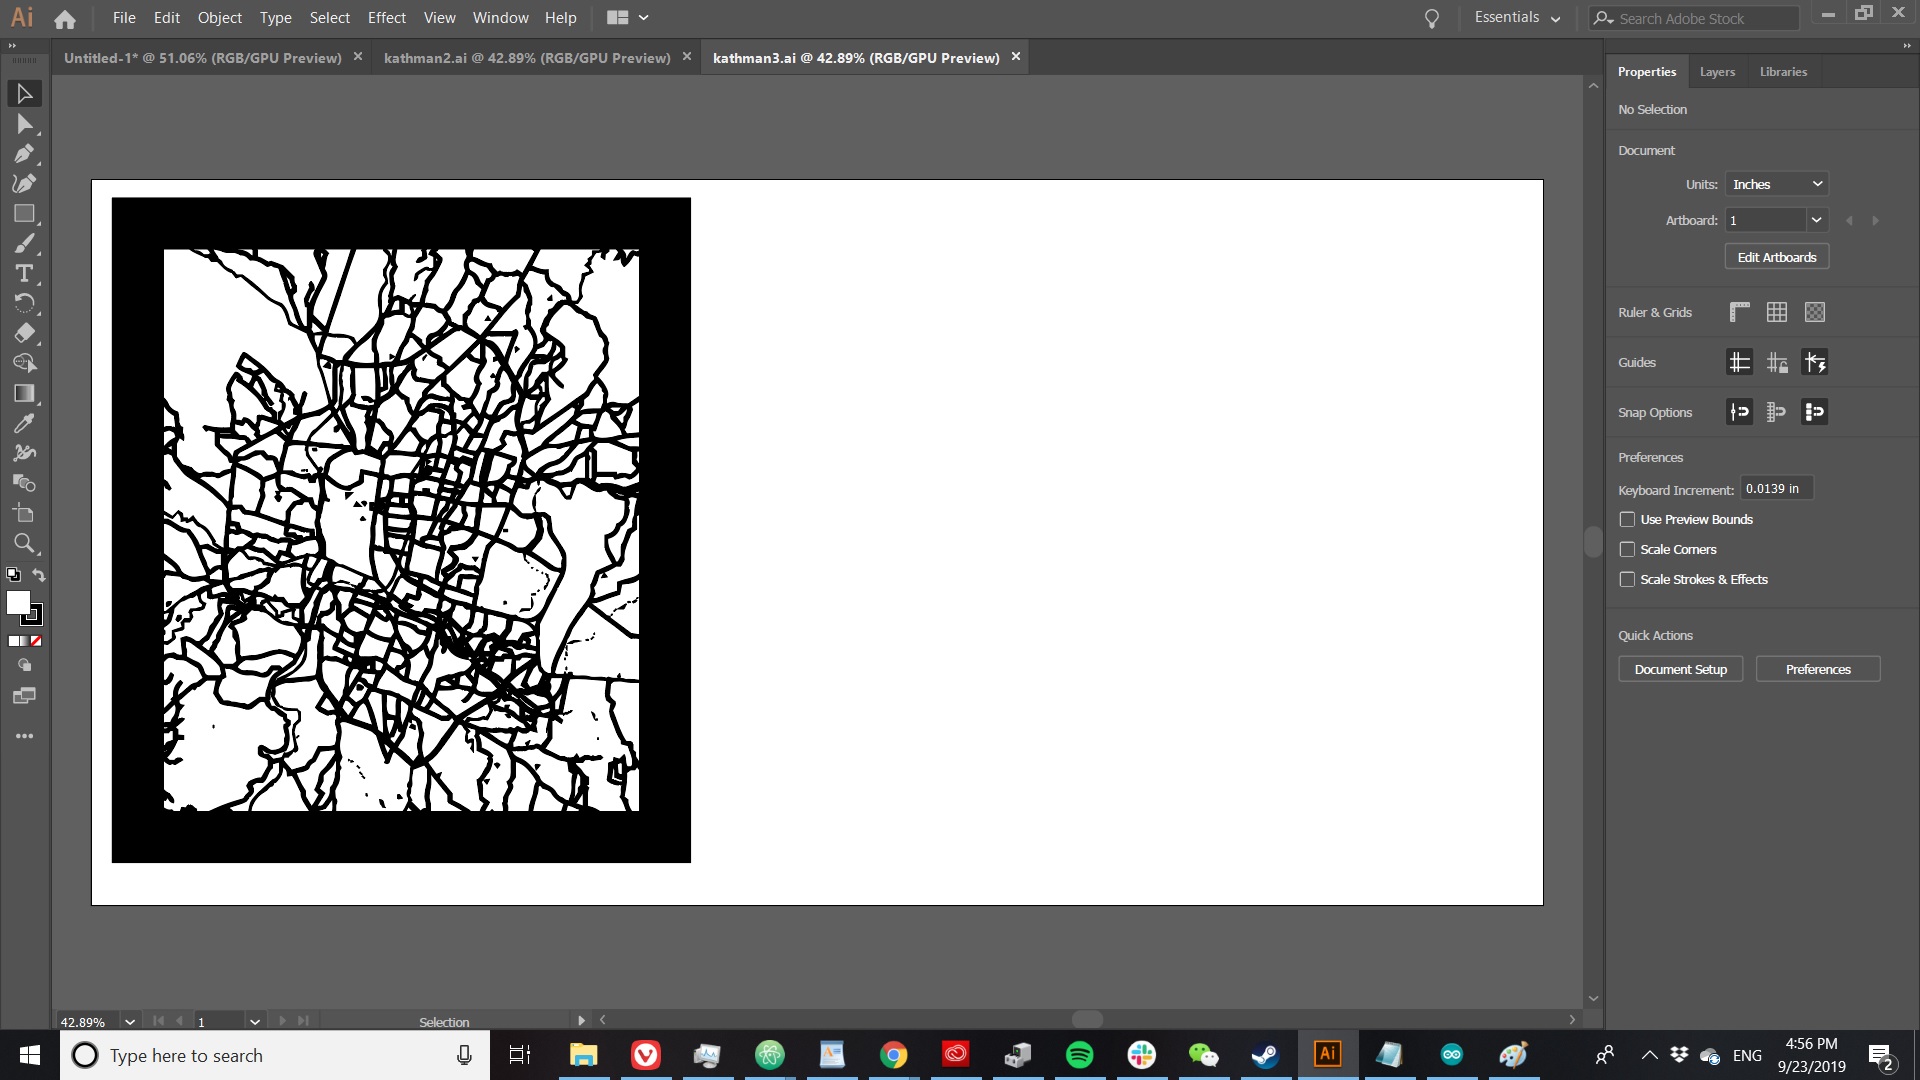 Ai File Edit Object Type Select Effect View Window Help Essentials Search Adobe Stock
Untitled-1* @ 51.06% (RGB/GPU Preview) kathman2.ai @ 42.89% (RGB/GPU Preview) kathman3.ai @ 42.89% (RGB/GPU Preview)
Properties Layers Libraries
No Selection
Document
Units: Inches
Artboard: 1
Edit Artboards
Ruler & Grids
Guides
Snap Options
Preferences
Keyboard Increment: 0.0139 in
Use Preview Bounds
Scale Corners
Scale Strokes & Effects
Quick Actions
Document Setup Preferences
42.89% 1 Selection
Type here to search
Ai
ENG
4:56 PM
9/23/2019
2